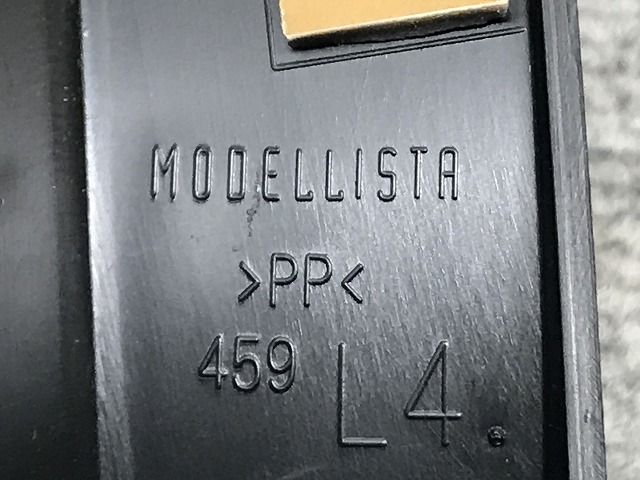 MODELLISTA
>PP<
459 L4.